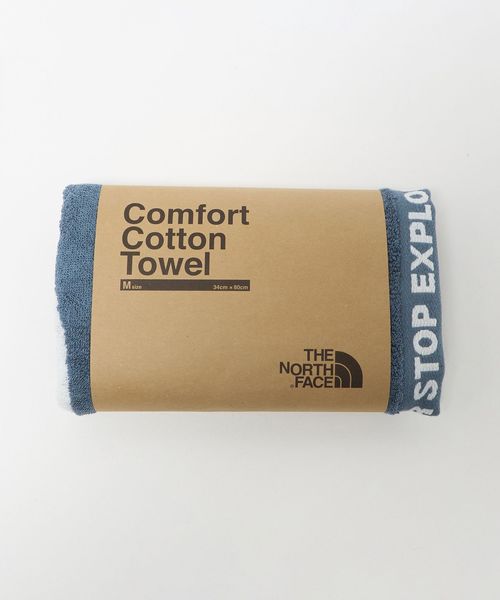 Comfort
Cotton
Towel
M size 34cm × 80cm
THE
NORTH
FACE
STOP EXPLO